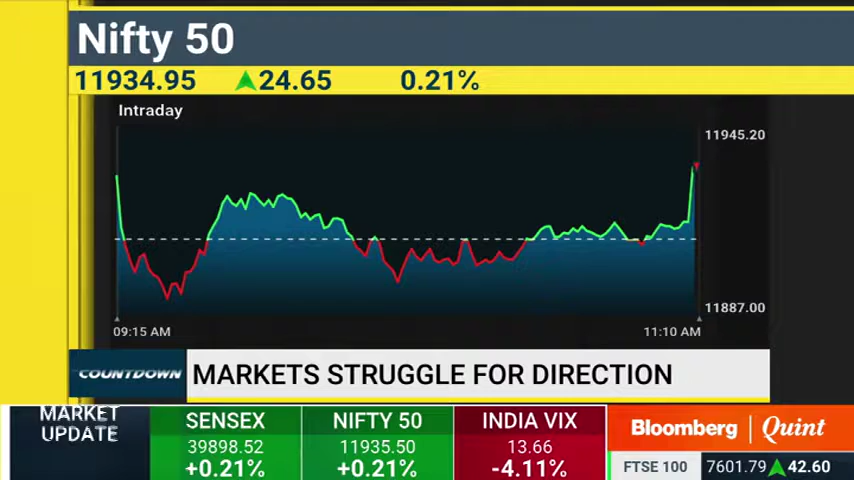 Nifty 50
11934.95 24.65 0.21%
Intraday
11945.20
11887.00
09:15 AM 11:10 AM
COUNTDOWN MARKETS STRUGGLE FOR DIRECTION
MARKET UPDATE
SENSEX
39898.52
+0.21%
NIFTY 50
11935.50
+0.21%
INDIA VIX
13.66
-4.11%
Bloomberg | Quint
FTSE 100 7601.79 42.60